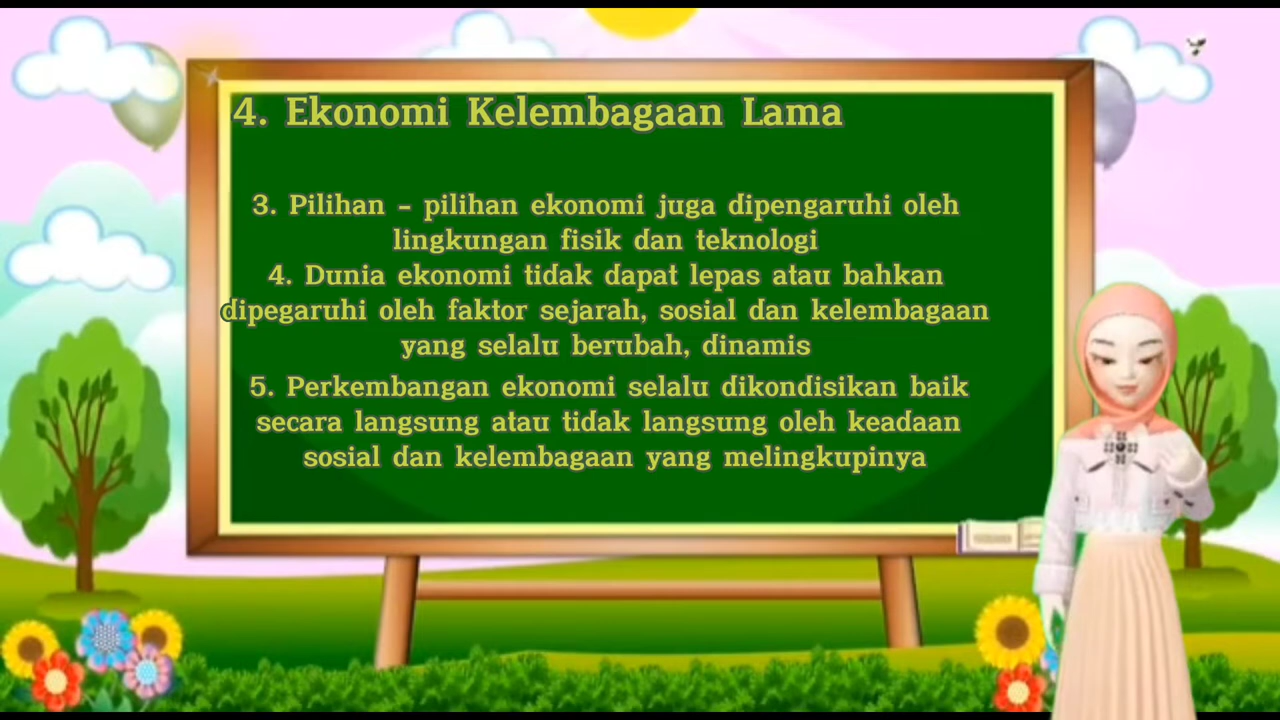 4. Ekonomi Kelembagaan Lama
3. Pilihan – pilihan ekonomi juga dipengaruhi oleh
lingkungan fisik dan teknologi
4. Dunia ekonomi tidak dapat lepas atau bahkan
dipegaruhi oleh faktor sejarah, sosial dan kelembagaan
yang selalu berubah, dinamis
5. Perkembangan ekonomi selalu dikondisikan baik
secara langsung atau tidak langsung oleh keadaan
sosial dan kelembagaan yang melingkupinya